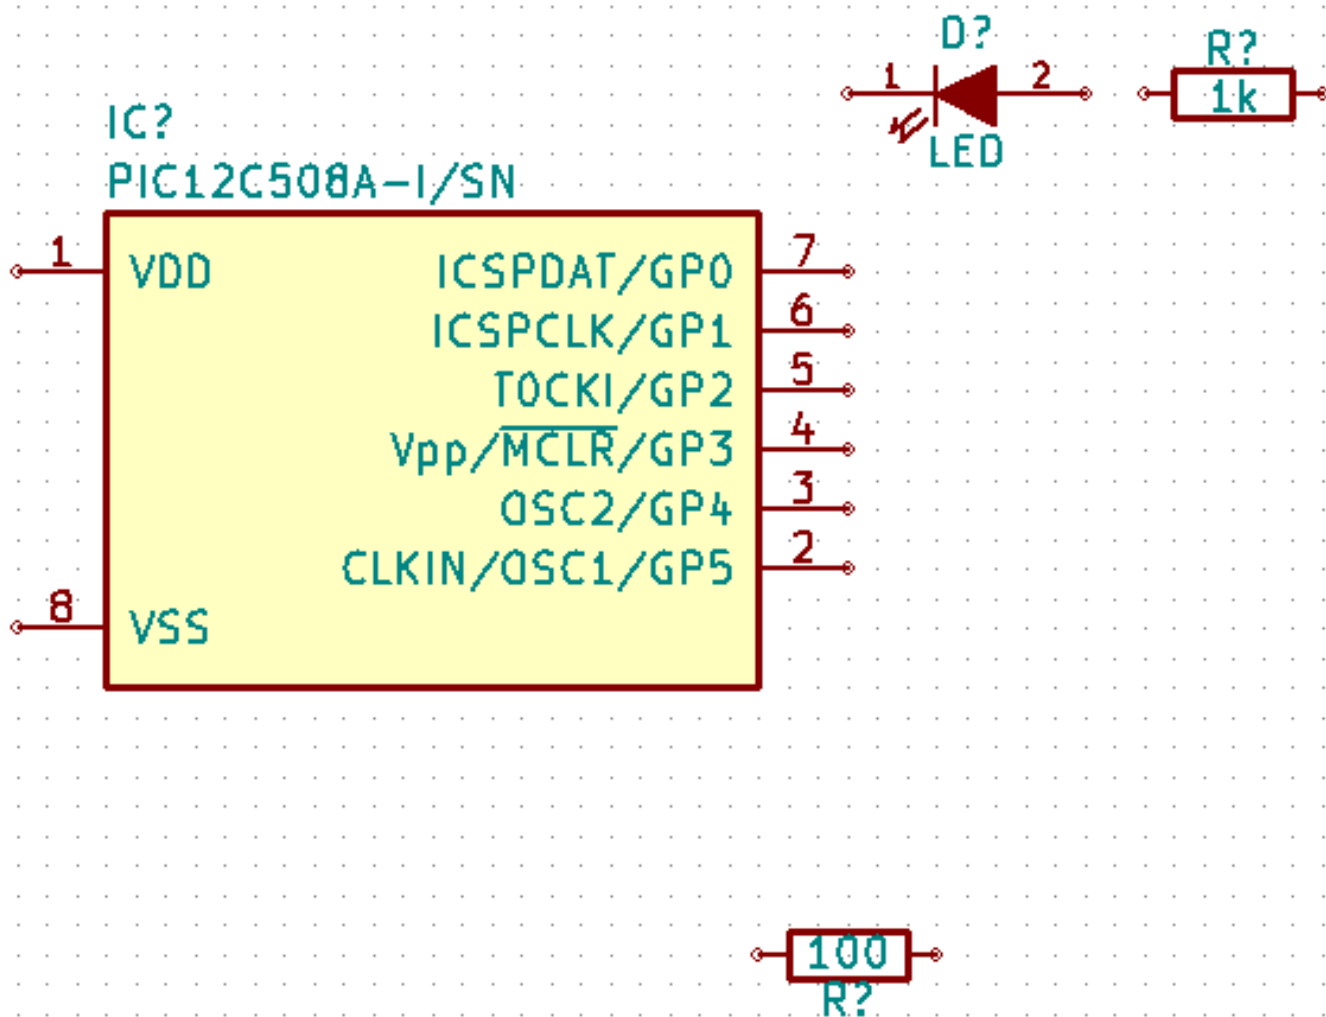 D?
1 2
LED
R?
1k
IC?
PIC12C508A-I/SN
1 VDD
8 VSS
ICSPDAT/GP0 7
ICSPCLK/GP1 6
T0CKI/GP2 5
Vpp/MCLR/GP3 4
OSC2/GP4 3
CLKIN/OSC1/GP5 2
100
R?